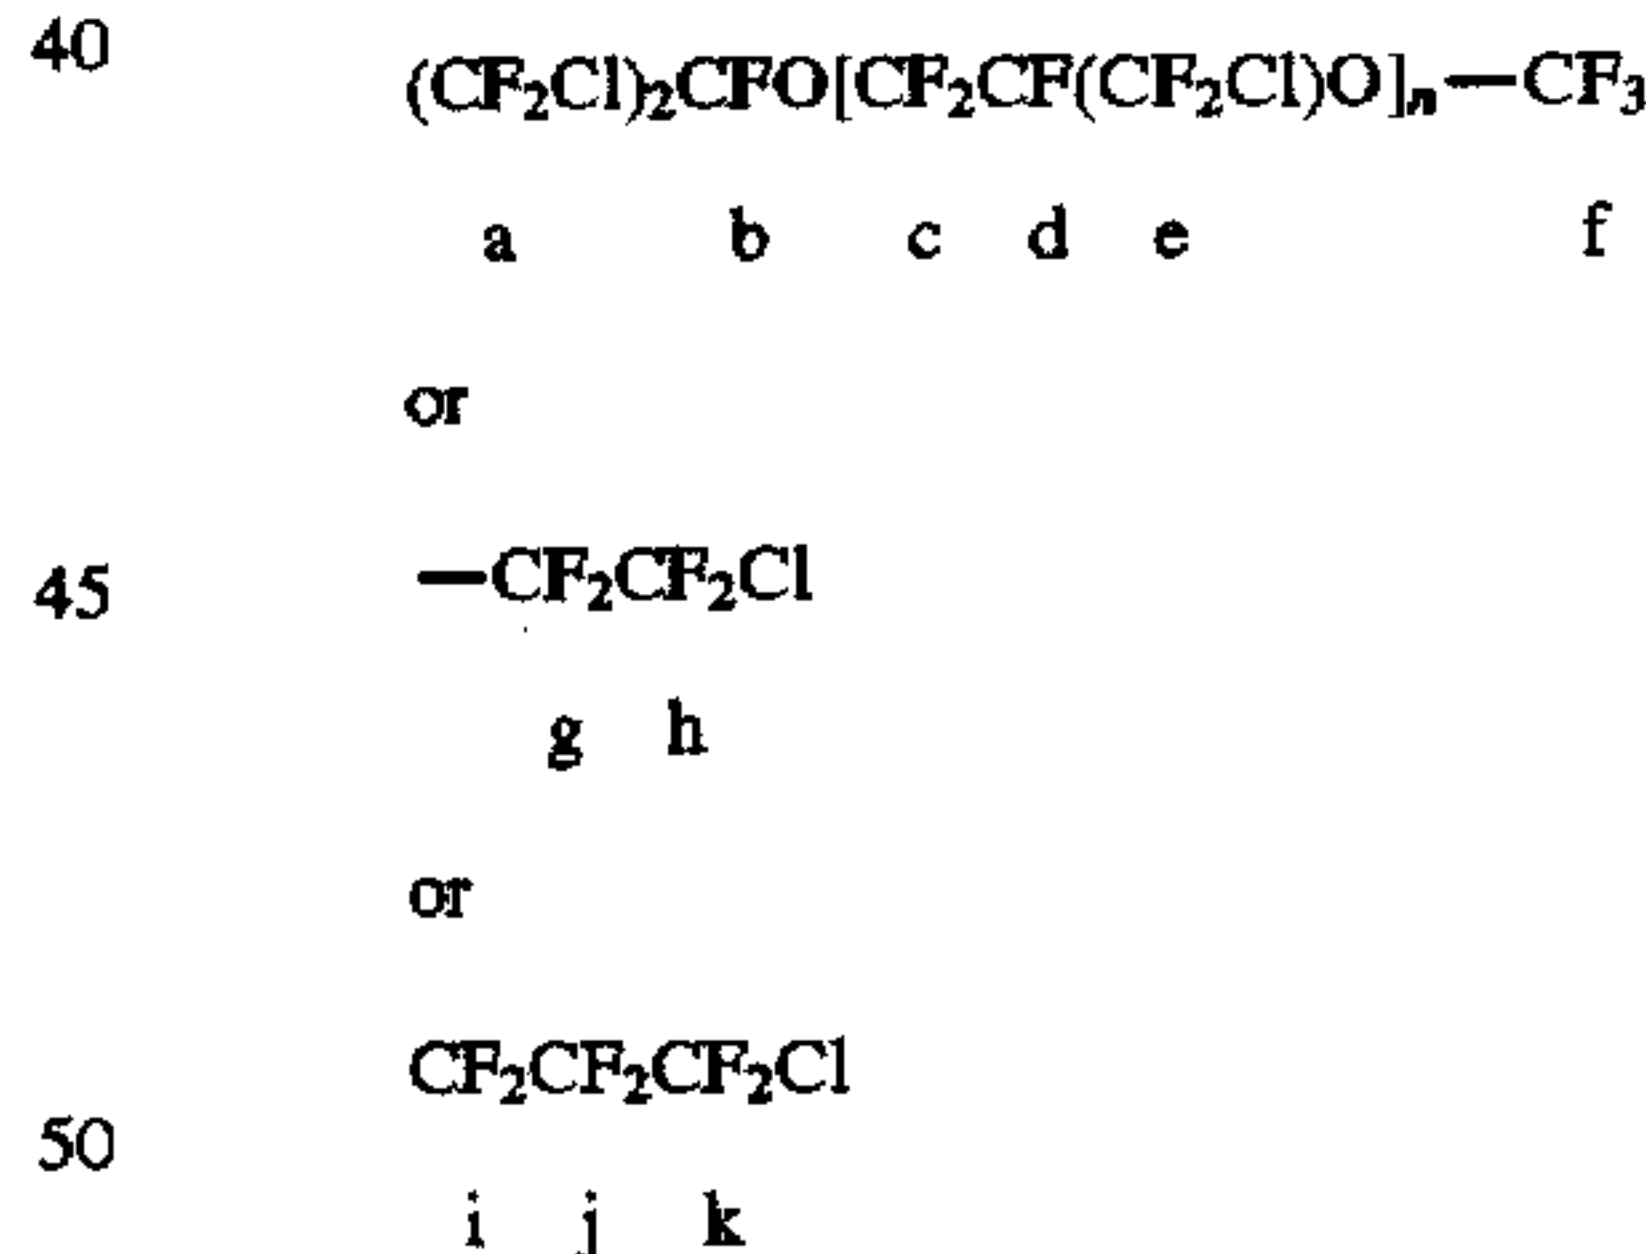 40 (CF₂Cl)₂CFO[CF₂CF(CF₂Cl)O]ₙ—CF₃
a b c d e f
or
45 —CF₂CF₂Cl
g h
or
CF₂CF₂CF₂Cl
50
i j k